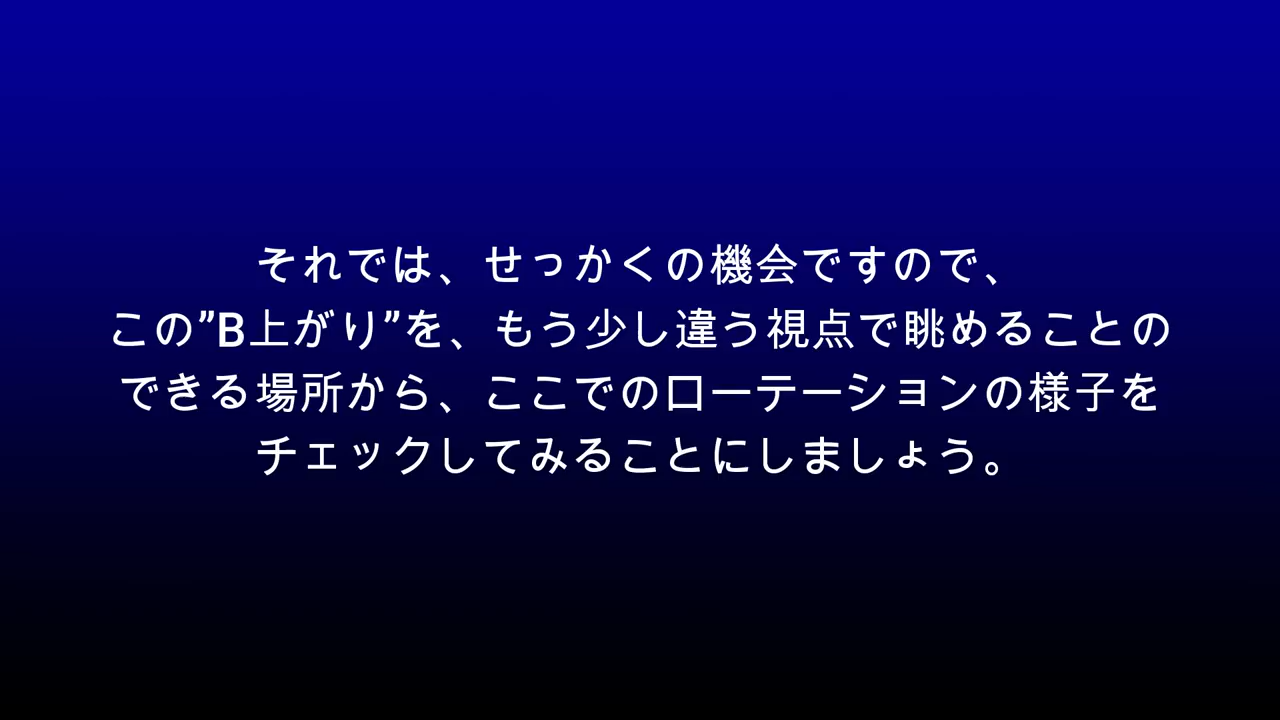 それでは、せっかくの機会ですので、
この”B上がり”を、もう少し違う視点で眺めることの
できる場所から、ここでのローテーションの様子を
チェックしてみることにしましょう。